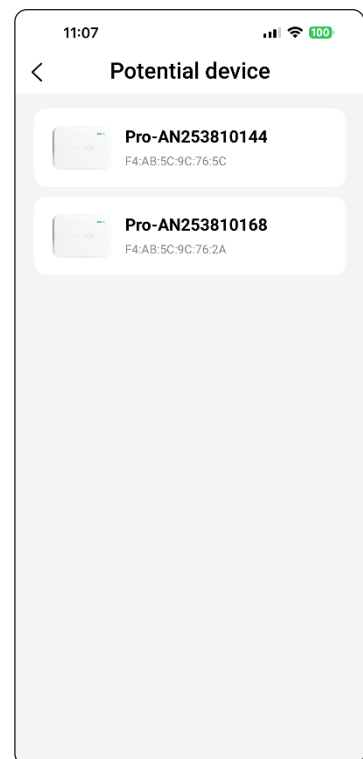 11:07
100
Potential device
Pro-AN253810144
F4:AB:5C:9C:76:5C
Pro-AN253810168
F4:AB:5C:9C:76:2A